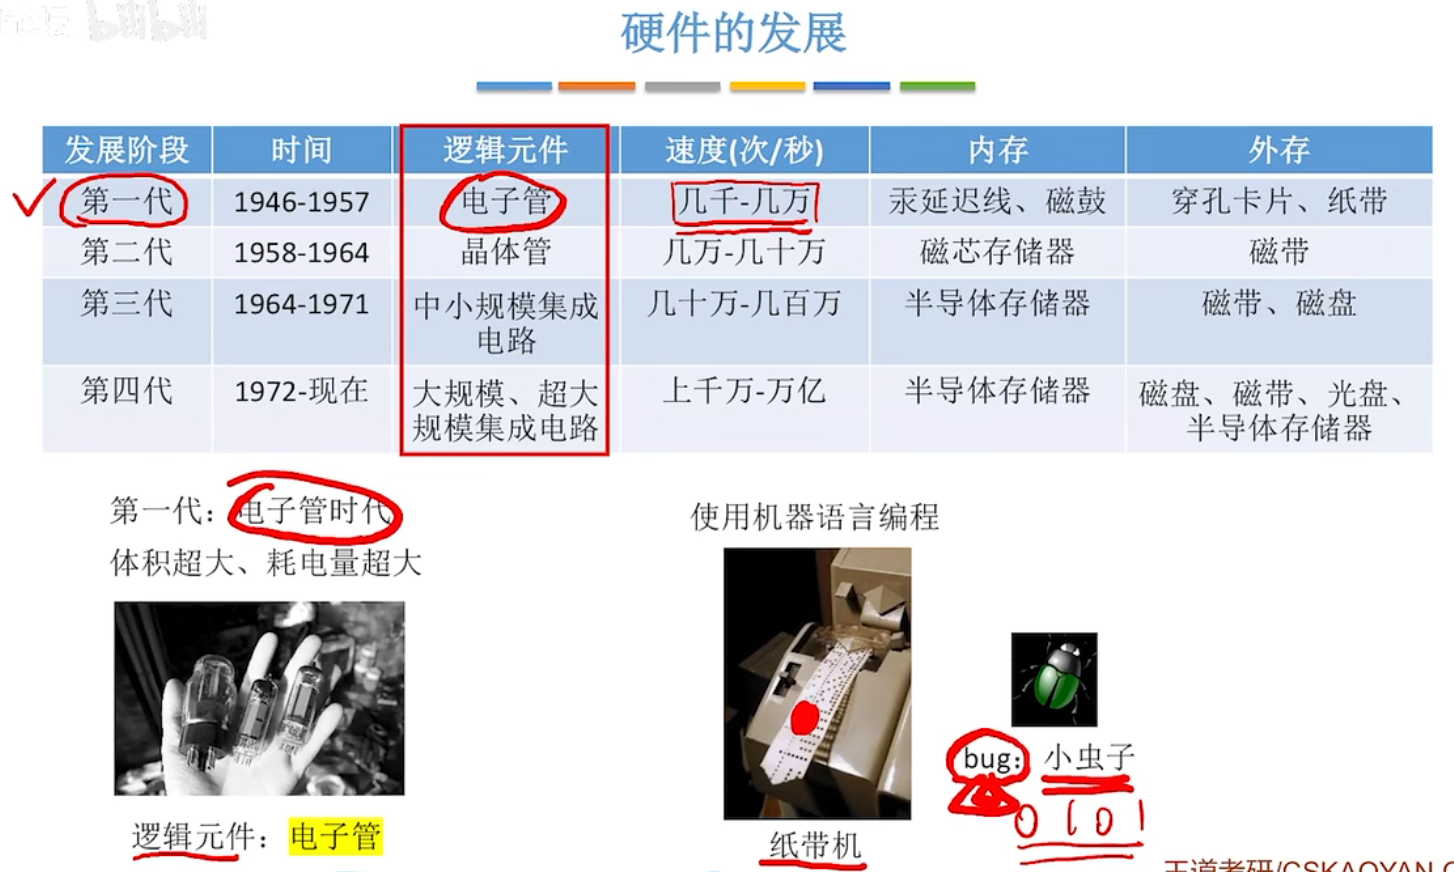 bilibili
硬件的发展
发展阶段 时间 逻辑元件 速度(次/秒) 内存 外存
第一代 1946-1957 电子管 几千-几万 汞延迟线、磁鼓 穿孔卡片、纸带
第二代 1958-1964 晶体管 几万-几十万 磁芯存储器 磁带
第三代 1964-1971 中小规模集成 几十万-几百万 半导体存储器 磁带、磁盘
电路
第四代 1972-现在 大规模、超大 上千万-万亿 半导体存储器 磁盘、磁带、光盘、
规模集成电路 半导体存储器
第一代：电子管时代
体积超大、耗电量超大
逻辑元件：电子管
使用机器语言编程
纸带机
bug：小虫子
0101
王道考研/CSKAOYAN.C